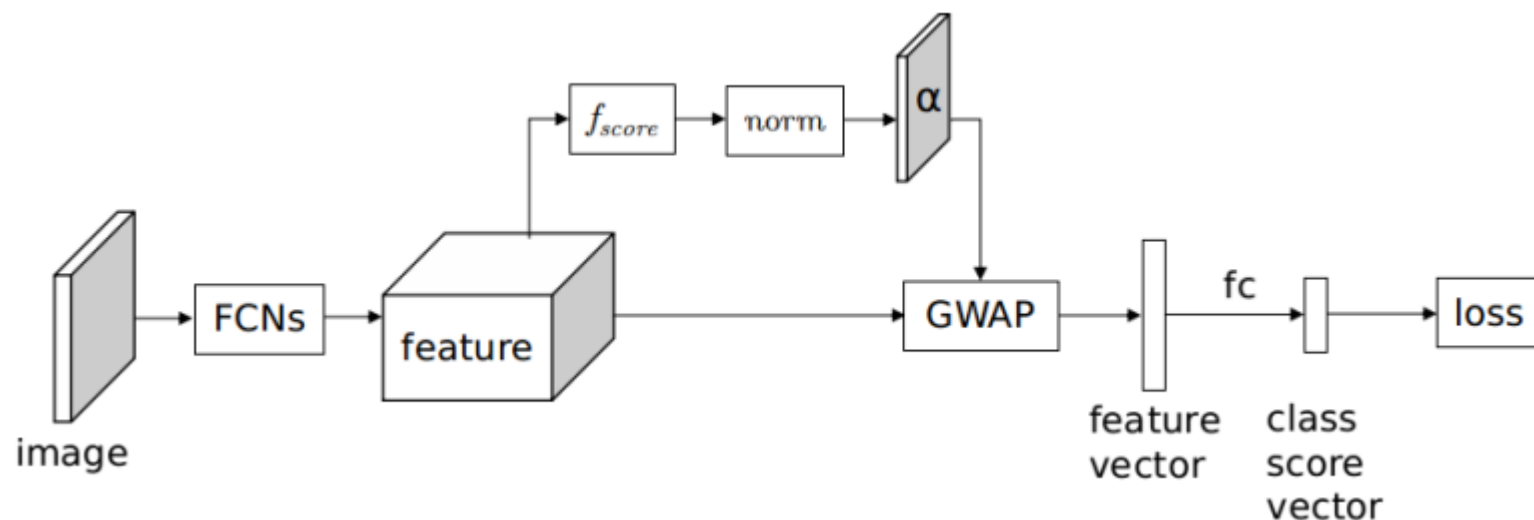 α
f_score
norm
fc
FCNs
GWAP
loss
feature
image
feature
vector
class
score
vector